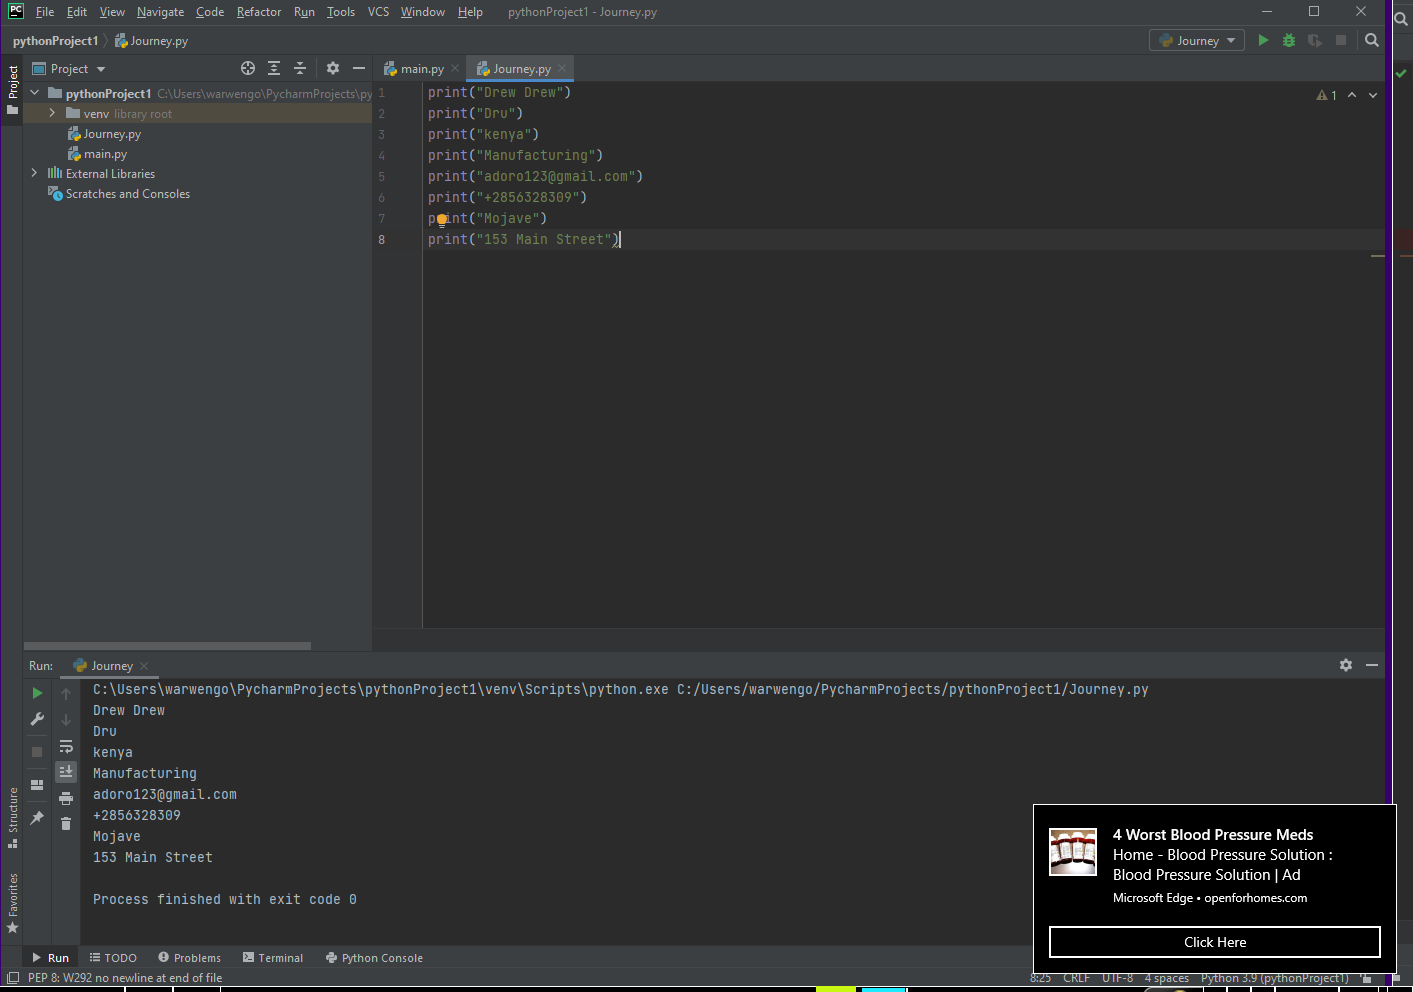 PC File Edit View Navigate Code Refactor Run Tools VCS Window Help pythonProject1 - Journey.py
pythonProject1 Journey.py Journey
Project
Project
main.py Journey.py
pythonProject1 C:\Users\warwengo\PycharmProjects\py
venv library root
Journey.py
main.py
External Libraries
Scratches and Consoles
1 print("Drew Drew")
2 print("Dru")
3 print("kenya")
4 print("Manufacturing")
5 print("adoro123@gmail.com")
6 print("+2856328309")
7 print("Mojave")
8 print("153 Main Street")
1
Run: Journey
C:\Users\warwengo\PycharmProjects\pythonProject1\venv\Scripts\python.exe C:/Users/warwengo/PycharmProjects/pythonProject1/Journey.py
Drew Drew
Dru
kenya
Manufacturing
adoro123@gmail.com
+2856328309
Mojave
153 Main Street
Process finished with exit code 0
Structure
Favorites
4 Worst Blood Pressure Meds
Home - Blood Pressure Solution :
Blood Pressure Solution | Ad
Microsoft Edge • openforhomes.com
Click Here
Run TODO Problems Terminal Python Console
PEP 8: W292 no newline at end of file
8:25 CRLF UTF-8 4 spaces Python 3.9 (pythonProject1)